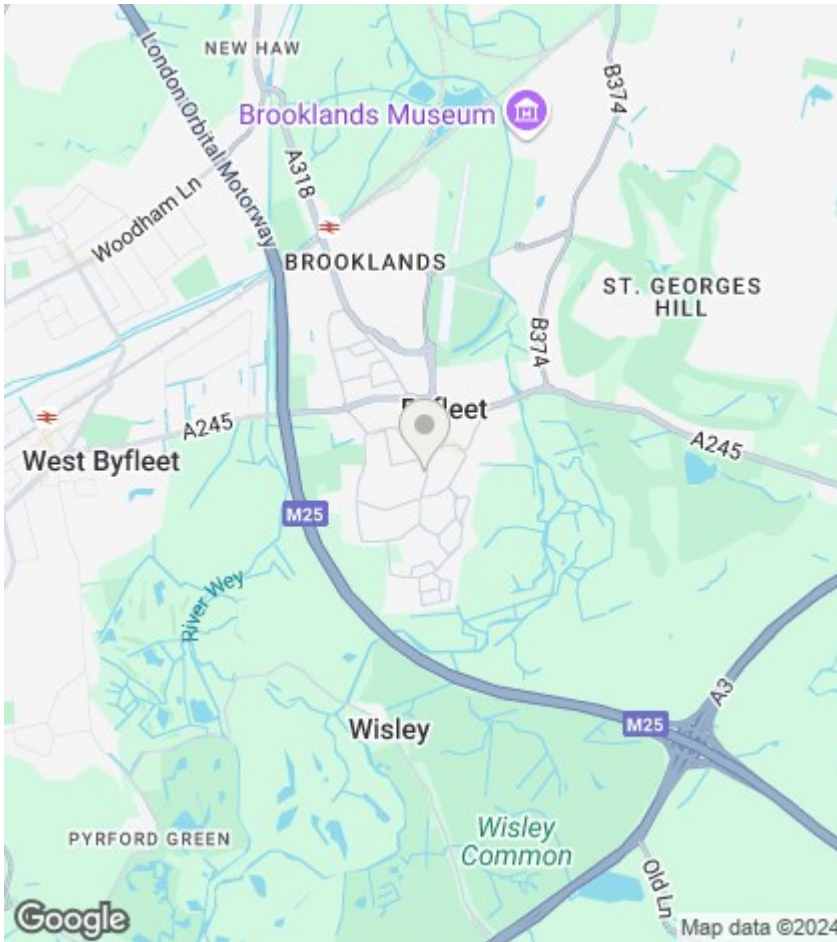 NEW HAW
London Orbital Motorway
B374
Brooklands Museum
A318
Woodham Ln
BROOKLANDS
ST. GEORGES
HILL
B374
A245
West Byfleet
A245
M25
River Wey
A3
M25
Wisley
PYRFORD GREEN
Wisley
Common
Old Ln
Google
Map data ©2024